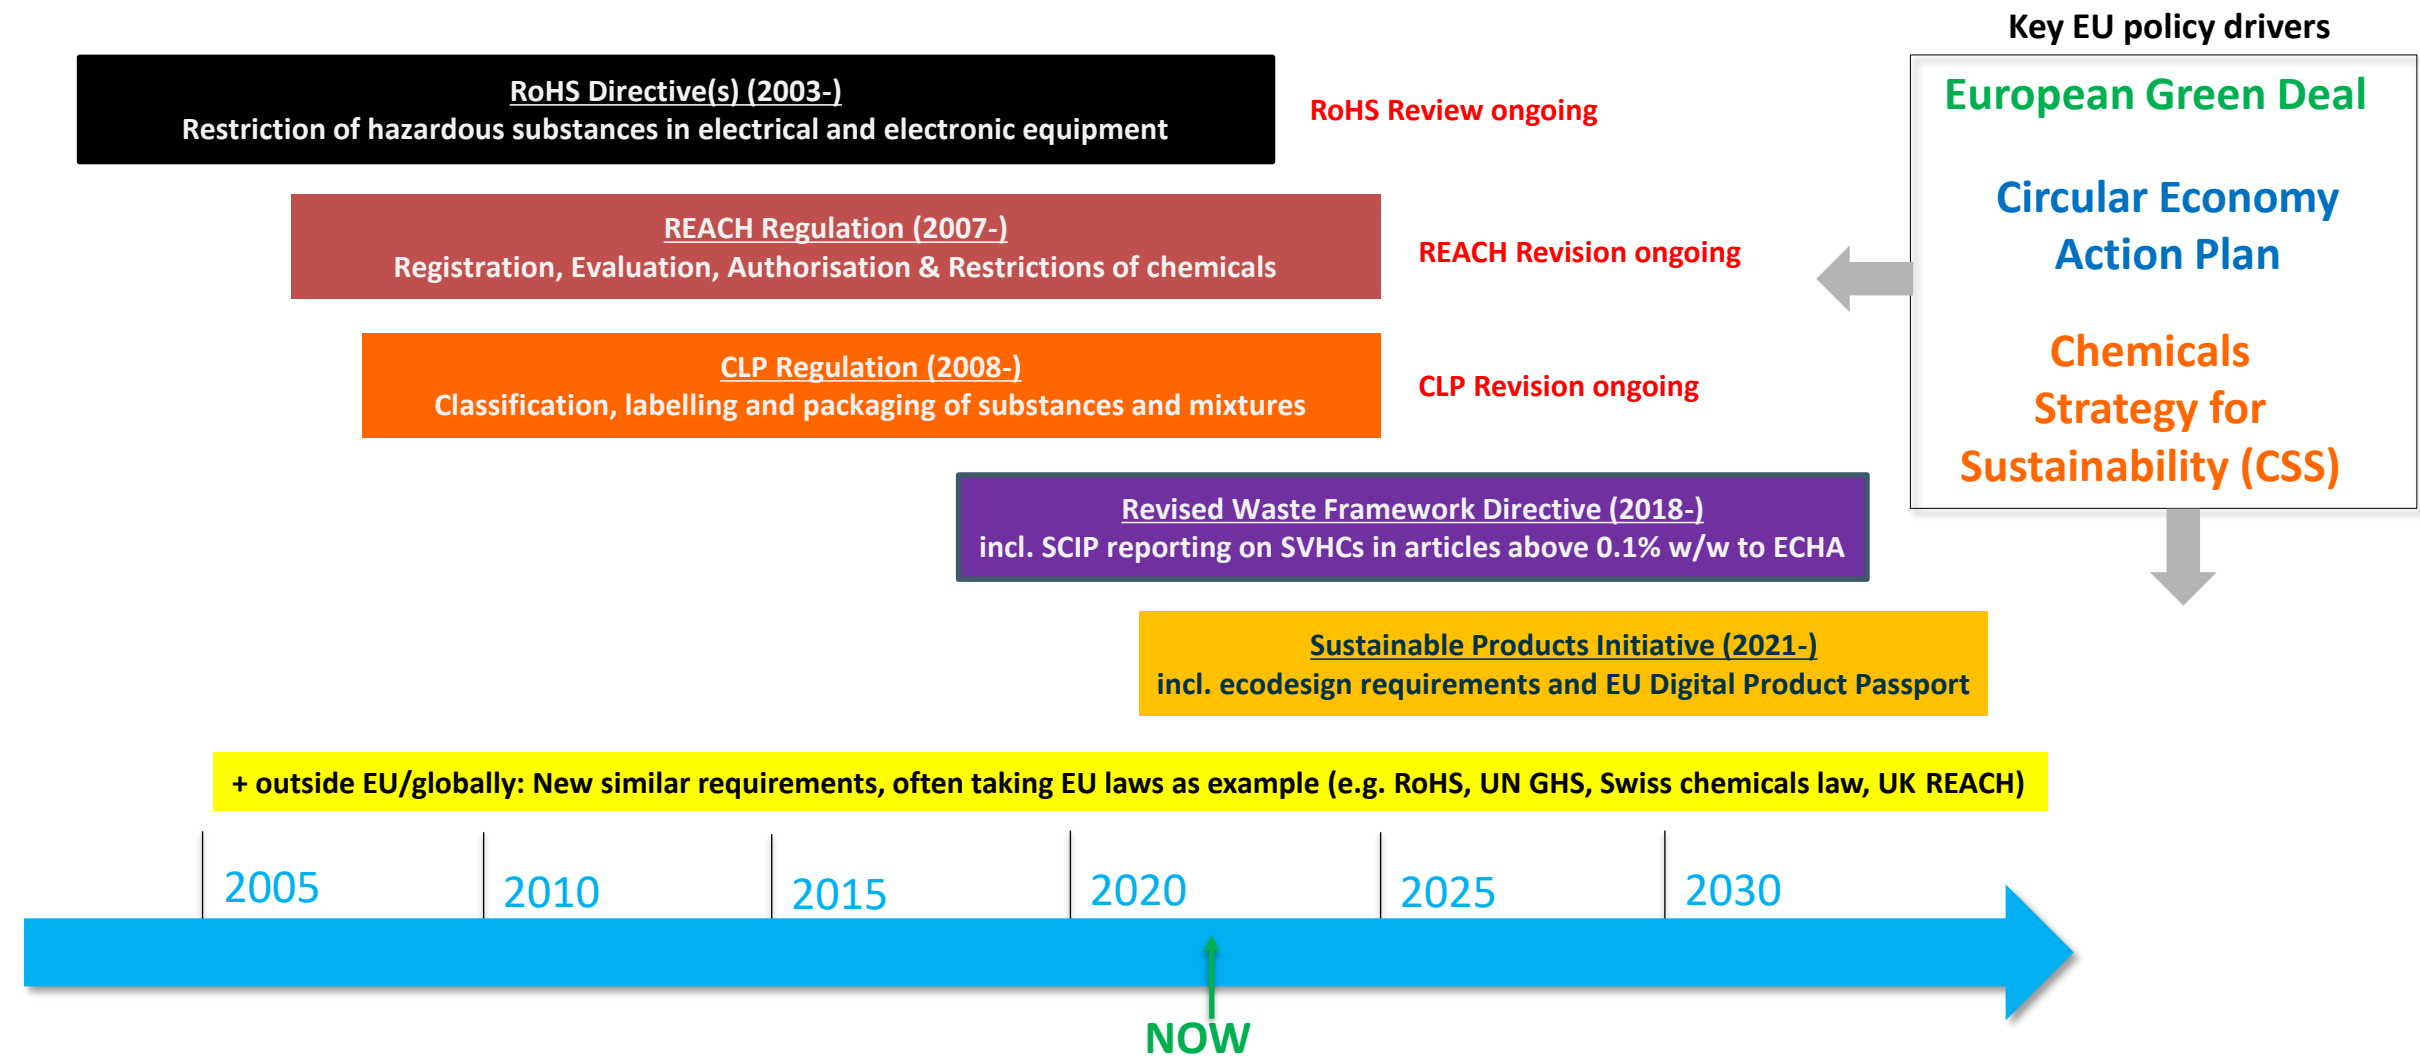 Key EU policy drivers
RoHS Directive(s) (2003-)
Restriction of hazardous substances in electrical and electronic equipment
RoHS Review ongoing
European Green Deal
Circular Economy
Action Plan
Chemicals
Strategy for
Sustainability (CSS)
REACH Regulation (2007-)
Registration, Evaluation, Authorisation & Restrictions of chemicals
REACH Revision ongoing
CLP Regulation (2008-)
Classification, labelling and packaging of substances and mixtures
CLP Revision ongoing
Revised Waste Framework Directive (2018-)
incl. SCIP reporting on SVHCs in articles above 0.1% w/w to ECHA
Sustainable Products Initiative (2021-)
incl. ecodesign requirements and EU Digital Product Passport
+ outside EU/globally: New similar requirements, often taking EU laws as example (e.g. RoHS, UN GHS, Swiss chemicals law, UK REACH)
2005
2010
2015
2020
2025
2030
NOW